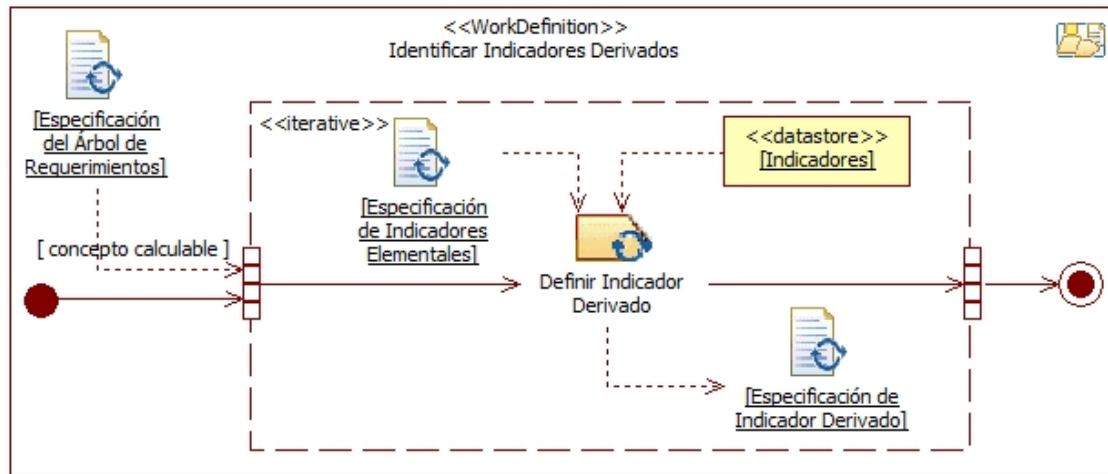 <<WorkDefinition>>
Identificar Indicadores Derivados
[Especificación
del Árbol de
Requerimientos]
[ concepto calculable ]
<<iterative>>
[Especificación
de Indicadores
Elementales]
<<datastore>>
[Indicadores]
Definir Indicador
Derivado
[Especificación de
Indicador Derivado]